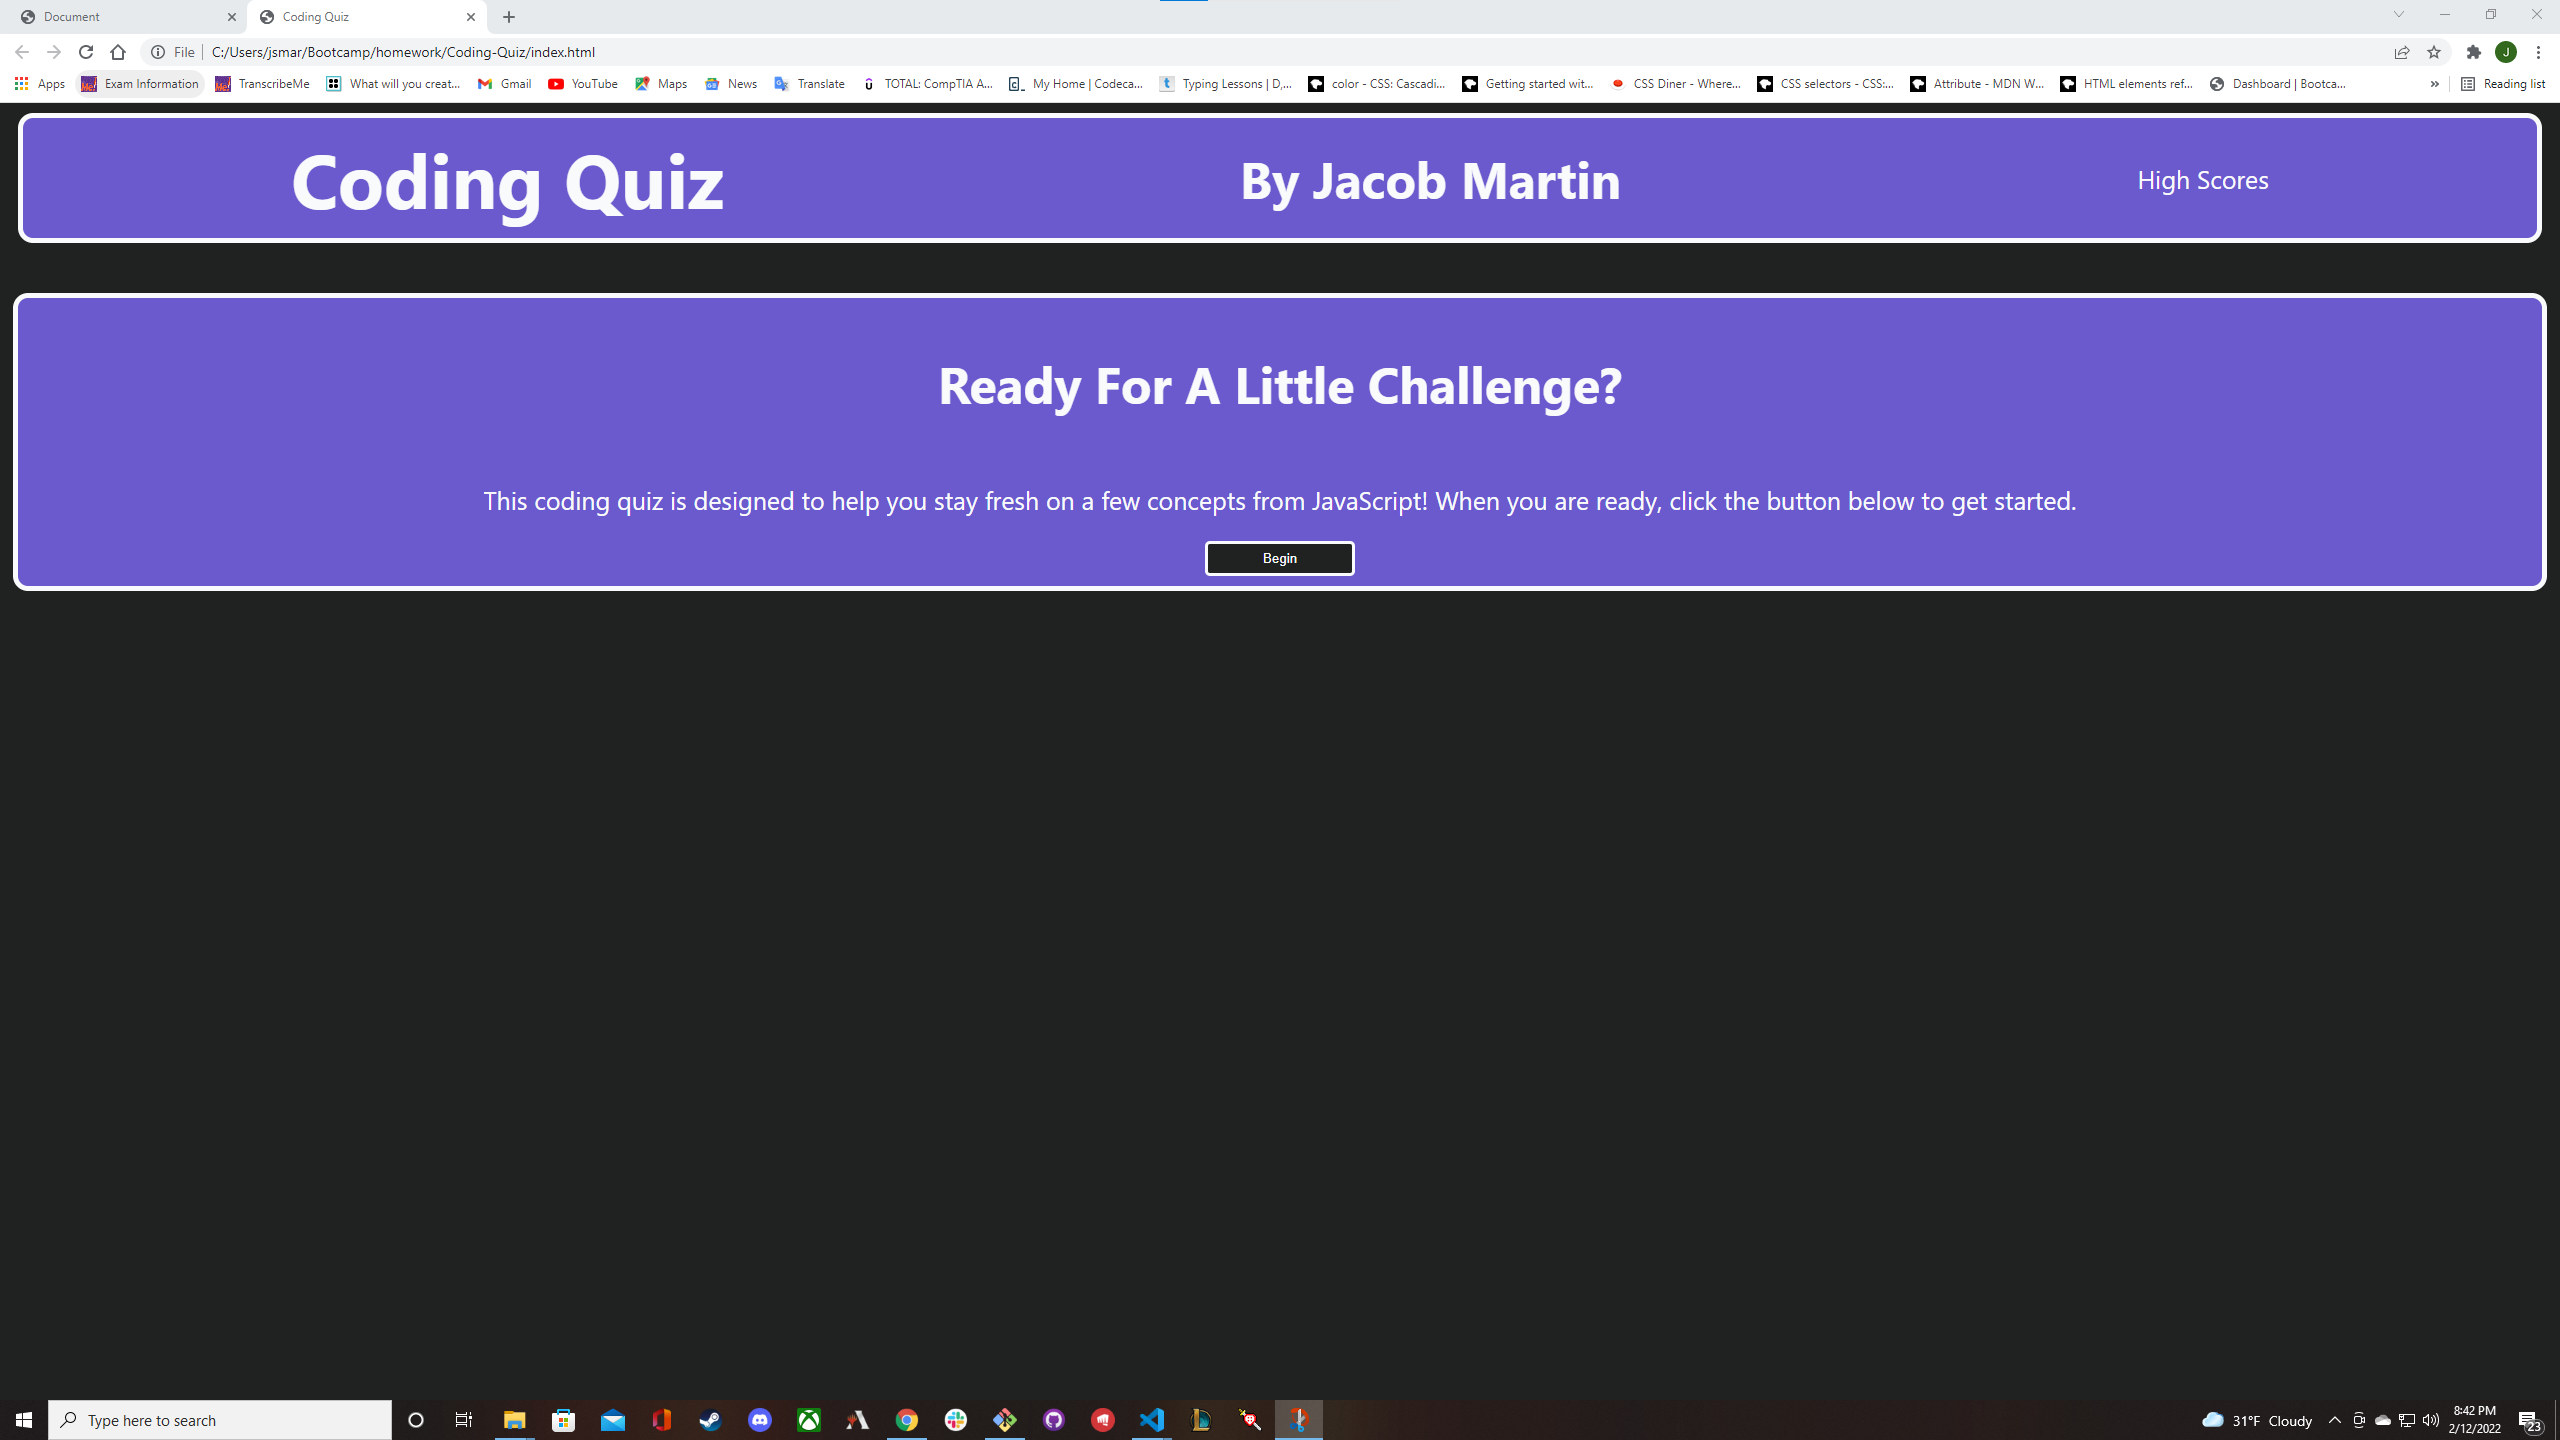 Document
Coding Quiz
File
C:/Users/jsmar/Bootcamp/homework/Coding-Quiz/index.html
J
Apps
Exam Information
TranscribeMe
What will you creat...
Gmail
YouTube
Maps
News
Translate
TOTAL: CompTIA A...
My Home | Codeca...
Typing Lessons | D,...
color - CSS: Cascadi...
Getting started wit...
CSS Diner - Where...
CSS selectors - CSS:...
Attribute - MDN W...
HTML elements ref...
Dashboard | Bootca...
»
Reading list
Coding Quiz
By Jacob Martin
High Scores
Ready For A Little Challenge?
This coding quiz is designed to help you stay fresh on a few concepts from JavaScript! When you are ready, click the button below to get started.
Begin
Type here to search
31°F Cloudy
8:42 PM
2/12/2022
23